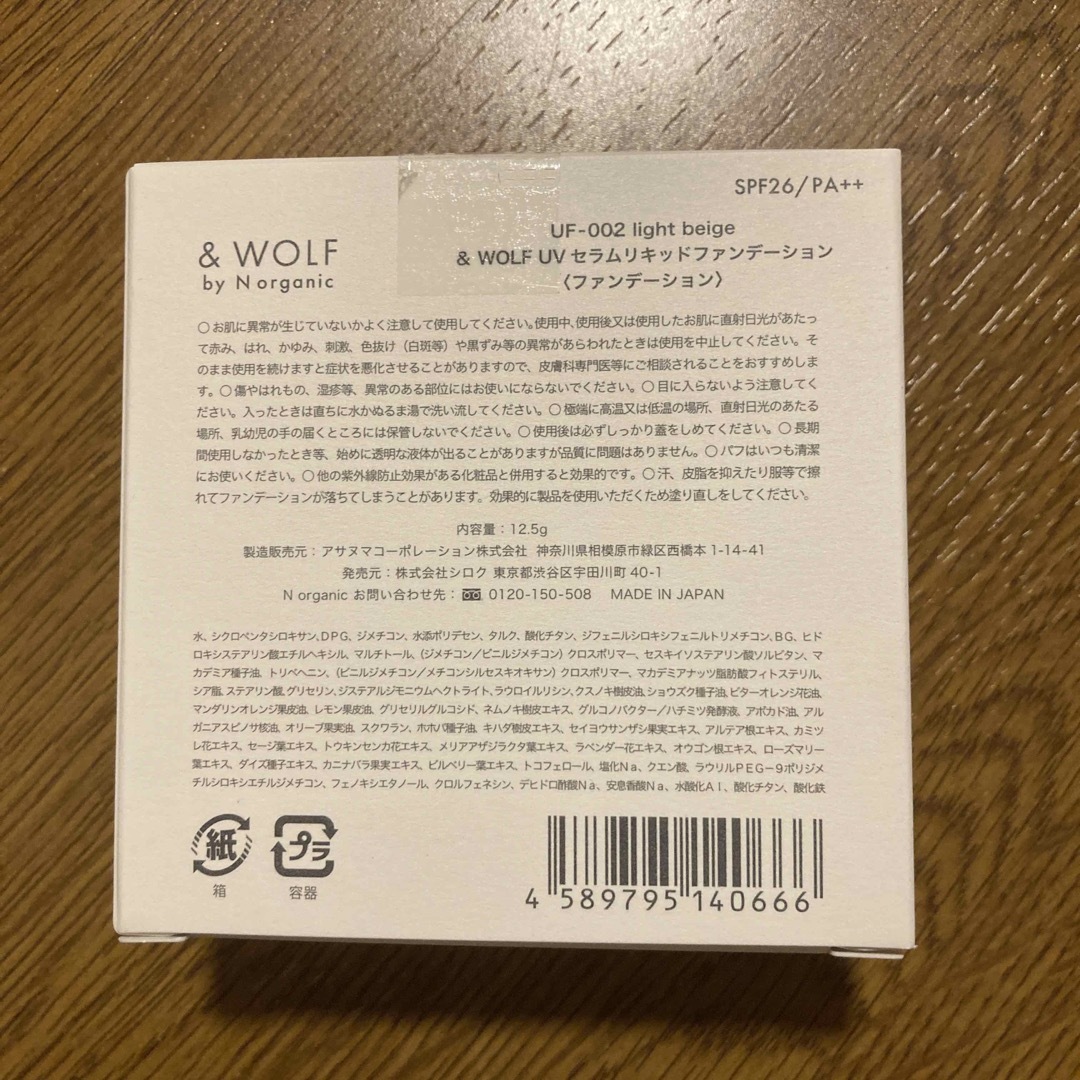 SPF26/PA++
& WOLF
by N organic
UF-002 light beige
& WOLF UV セラムリキッドファンデーション
〈ファンデーション〉
○ お肌に異常が生じていないかよく注意して使用してください。使用中、使用後又は使用したお肌に直射日光があたっ
て赤み、はれ、かゆみ、刺激、色抜け（白斑等）や黒ずみ等の異常があらわれたときは使用を中止してください。そ
のまま使用を続けますと症状を悪化させることがありますので、皮膚科専門医等にご相談されることをおすすめしま
す。○ 傷やはれもの、湿疹等、異常のある部位にはお使いにならないでください。○ 目に入らないよう注意してく
ださい。入ったときは直ちに水かぬるま湯で洗い流してください。○ 極端に高温又は低温の場所、直射日光のあたる
場所、乳幼児の手の届くところには保管しないでください。○ 使用後は必ずしっかり蓋をしめてください。○ 長期
間使用しなかったとき等、始めに透明な液体が出ることがありますが品質に問題はありません。○ パフはいつも清潔
にお使いください。○ 他の紫外線防止効果がある化粧品と併用すると効果的です。○ 汗、皮脂を抑えたり服等で擦
れてファンデーションが落ちてしまうことがあります。効果的に製品を使用いただくため塗り直しをしてください。
内容量：12.5g
製造販売元：アサヌマコーポレーション株式会社 神奈川県相模原市緑区西橋本 1-14-41
発売元：株式会社シロク 東京都渋谷区宇田川町 40-1
N organic お問い合わせ先： 0120-150-508 MADE IN JAPAN
水、シクロペンタシロキサン、DPG、ジメチコン、水添ポリデセン、タルク、酸化チタン、ジフェニルシロキシフェニルトリメチコン、BG、ヒド
ロキシステアリン酸エチルヘキシル、マルチトール、（ジメチコン／ビニルジメチコン）クロスポリマー、セスキイソステアリン酸ソルビタン、マ
カデミア種子油、トリベヘニン、（ビニルジメチコン／メチコンシルセスキオキサン）クロスポリマー、マカデミアナッツ脂肪酸フィトステリル、
シア脂、ステアリン酸、グリセリン、ジステアルジモニウムヘクトライト、ラウロイルリシン、クスノキ樹皮油、ショウズク種子油、ビターオレンジ花油、
マンダリンオレンジ果皮油、レモン果皮油、グリセリルグルコシド、ネムノキ樹皮エキス、グルコノバクター／ハチミツ発酵液、アボカド油、アル
ガニアスピノサ核油、オリーブ果実油、スクワラン、ホホバ種子油、キハダ樹皮エキス、セイヨウサンザシ果実エキス、アルテア根エキス、カミツ
レ花エキス、セージ葉エキス、トウキンセンカ花エキス、メリアアザジラクタ葉エキス、ラベンダー花エキス、オウゴン根エキス、ローズマリー
葉エキス、ダイズ種子エキス、カニナバラ果実エキス、ビルベリー葉エキス、トコフェロール、塩化Na、クエン酸、ラウリルPEG－9ポリジメ
チルシロキシエチルジメチコン、フェノキシエタノール、クロルフェネシン、デヒドロ酢酸Na、安息香酸Na、水酸化AI、酸化チタン、酸化鉄
紙
箱
プラ
容器
4 589795 140666